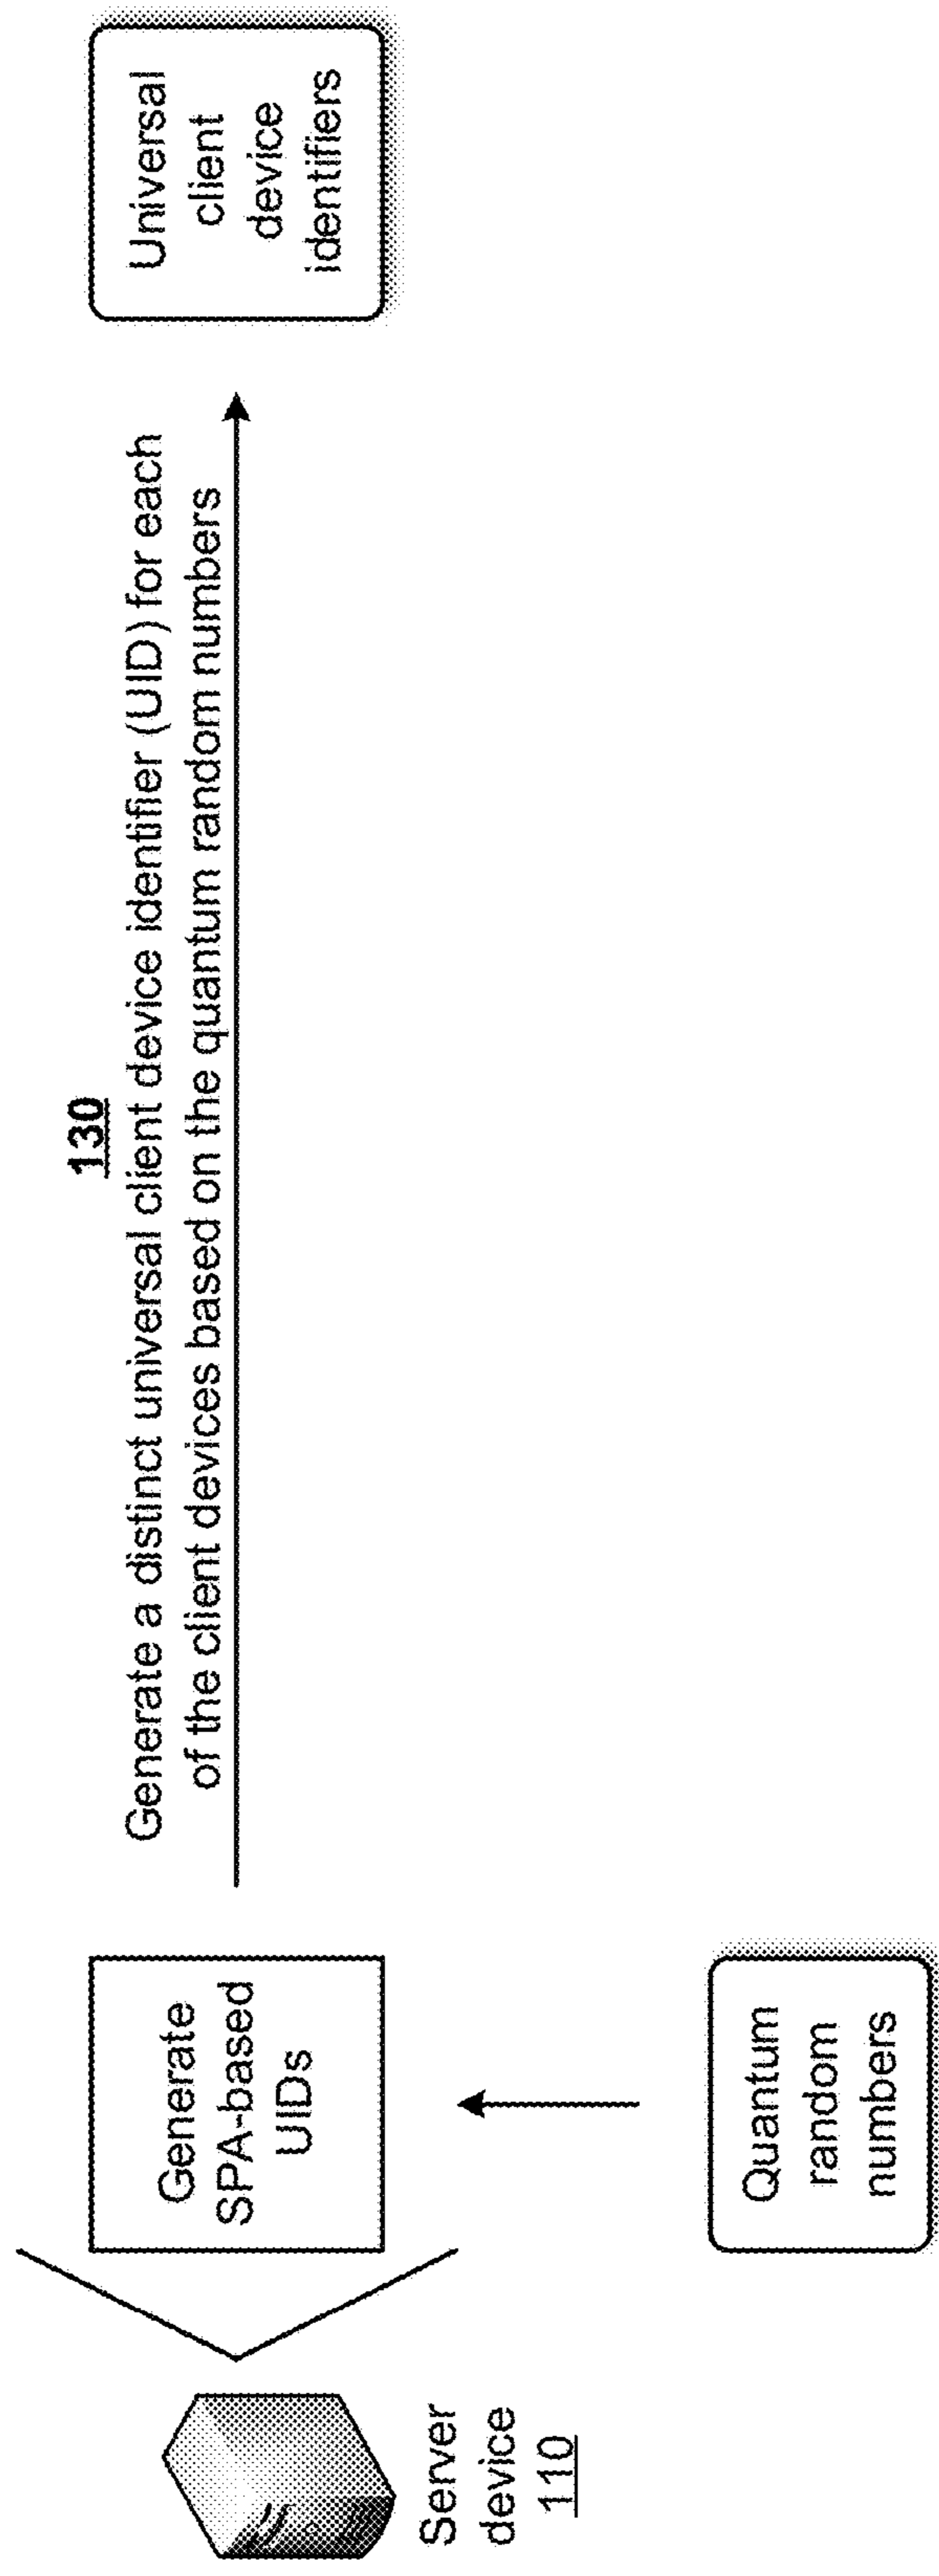 130
Generate a distinct universal client device identifier (UID) for each
of the client devices based on the quantum random numbers
Server
device
110
Generate
SPA-based
UIDs
Quantum
random
numbers
Universal
client
device
identifiers